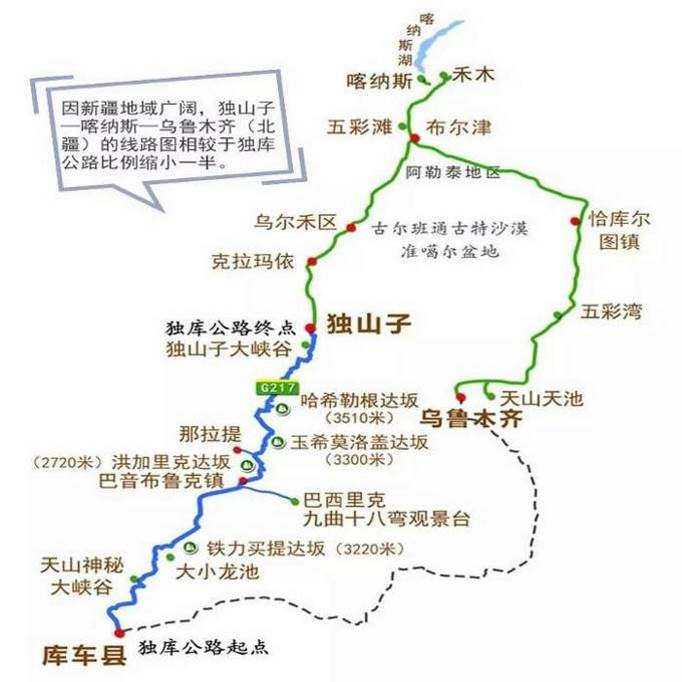 喀纳斯湖
喀纳斯
禾木
因新疆地域广阔，独山子
—喀纳斯—乌鲁木齐（北
疆）的线路图相较于独库
公路比例缩小一半。
五彩滩
布尔津
阿勒泰地区
乌尔禾区
古尔班通古特沙漠
准噶尔盆地
恰库尔
图镇
克拉玛依
五彩湾
独库公路终点
独山子
独山子大峡谷
G217
哈希勒根达坂
（3510米）
天山天池
乌鲁木齐
那拉提
玉希莫洛盖达坂
（3300米）
（2720米）洪加里克达坂
巴音布鲁克镇
巴西里克
九曲十八弯观景台
铁力买提达坂（3220米）
大小龙池
天山神秘
大峡谷
库车县
独库公路起点